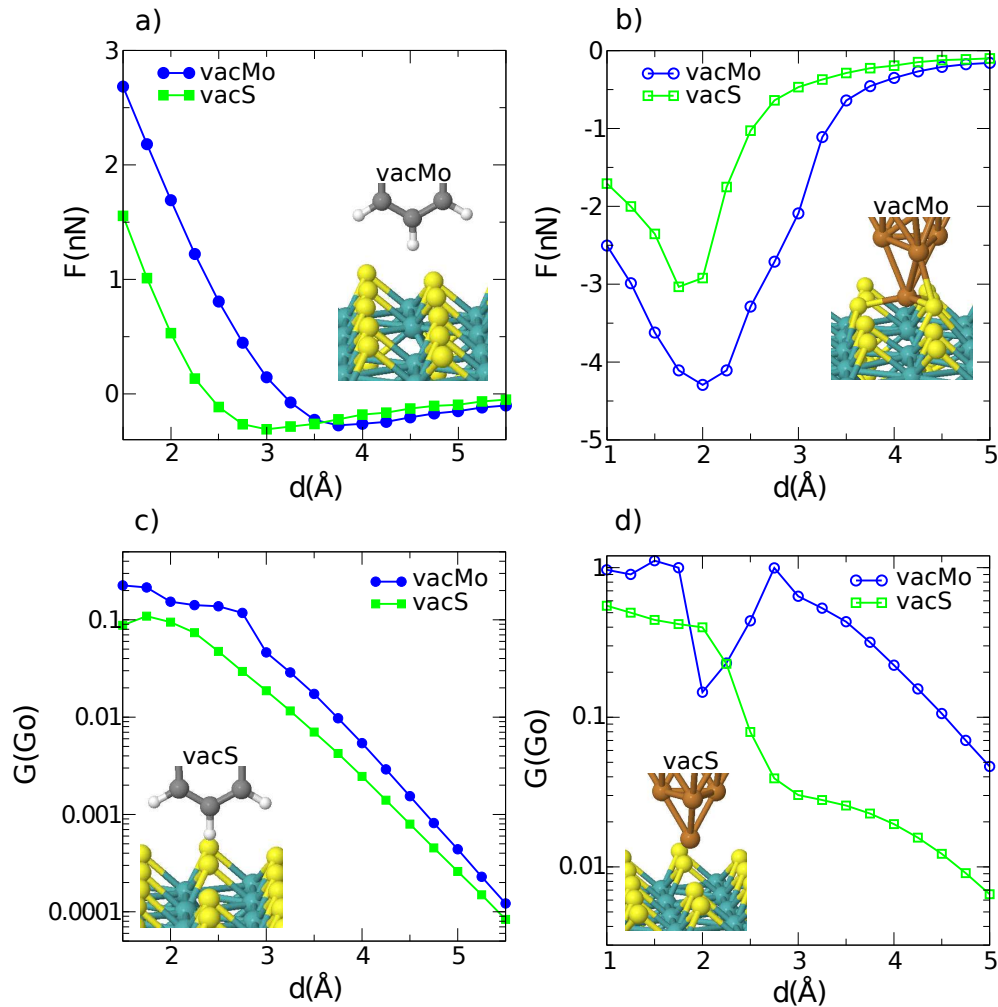 a)
3
2
1
0
F(nN)
vacMo
vacS
vacMo
2
3
4
5
d(Å)
b)
0
-1
-2
-3
-4
-5
F(nN)
vacMo
vacS
vacMo
1
2
3
4
5
d(Å)
c)
0.1
0.01
0.001
0.0001
G(Go)
vacMo
vacS
vacS
2
3
4
5
d(Å)
d)
1
0.1
0.01
G(Go)
vacMo
vacS
vacS
1
2
3
4
5
d(Å)